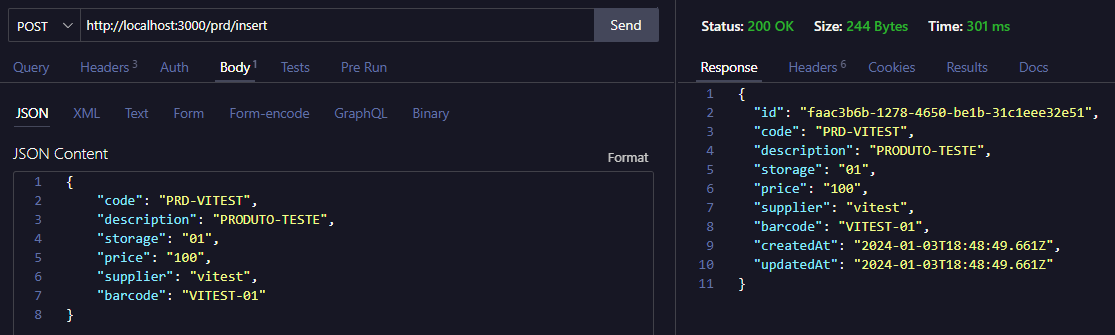 POST http://localhost:3000/prd/insert Send
Query Headers 3 Auth Body 1 Tests Pre Run
JSON XML Text Form Form-encode GraphQL Binary
JSON Content Format
1 {
2 "code": "PRD-VITEST",
3 "description": "PRODUTO-TESTE",
4 "storage": "01",
5 "price": "100",
6 "supplier": "vitest",
7 "barcode": "VITEST-01"
8 }
Status: 200 OK Size: 244 Bytes Time: 301 ms
Response Headers 6 Cookies Results Docs
1 {
2 "id": "faac3b6b-1278-4650-be1b-31c1eee32e51",
3 "code": "PRD-VITEST",
4 "description": "PRODUTO-TESTE",
5 "storage": "01",
6 "price": "100",
7 "supplier": "vitest",
8 "barcode": "VITEST-01",
9 "createdAt": "2024-01-03T18:48:49.661Z",
10 "updatedAt": "2024-01-03T18:48:49.661Z"
11 }